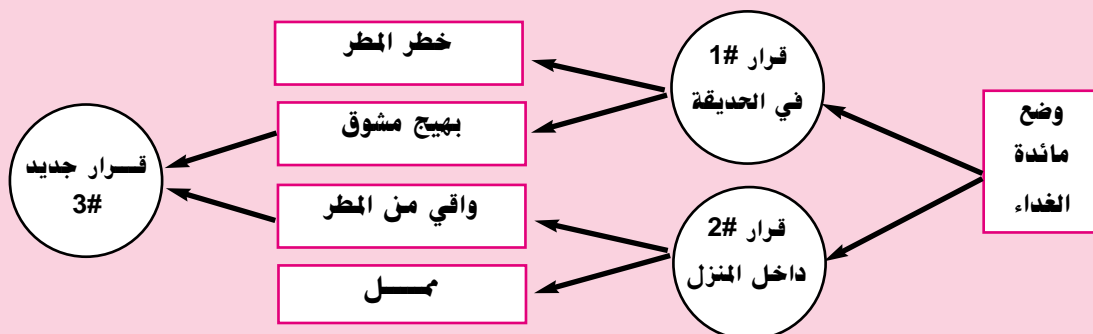 وضع
مائدة
الغداء
قرار #1
في الحديقة
خطر المطر
بهيج مشوق
قرار #2
داخل المنزل
واقي من المطر
ممـــــل
قـــرار جديد
#3